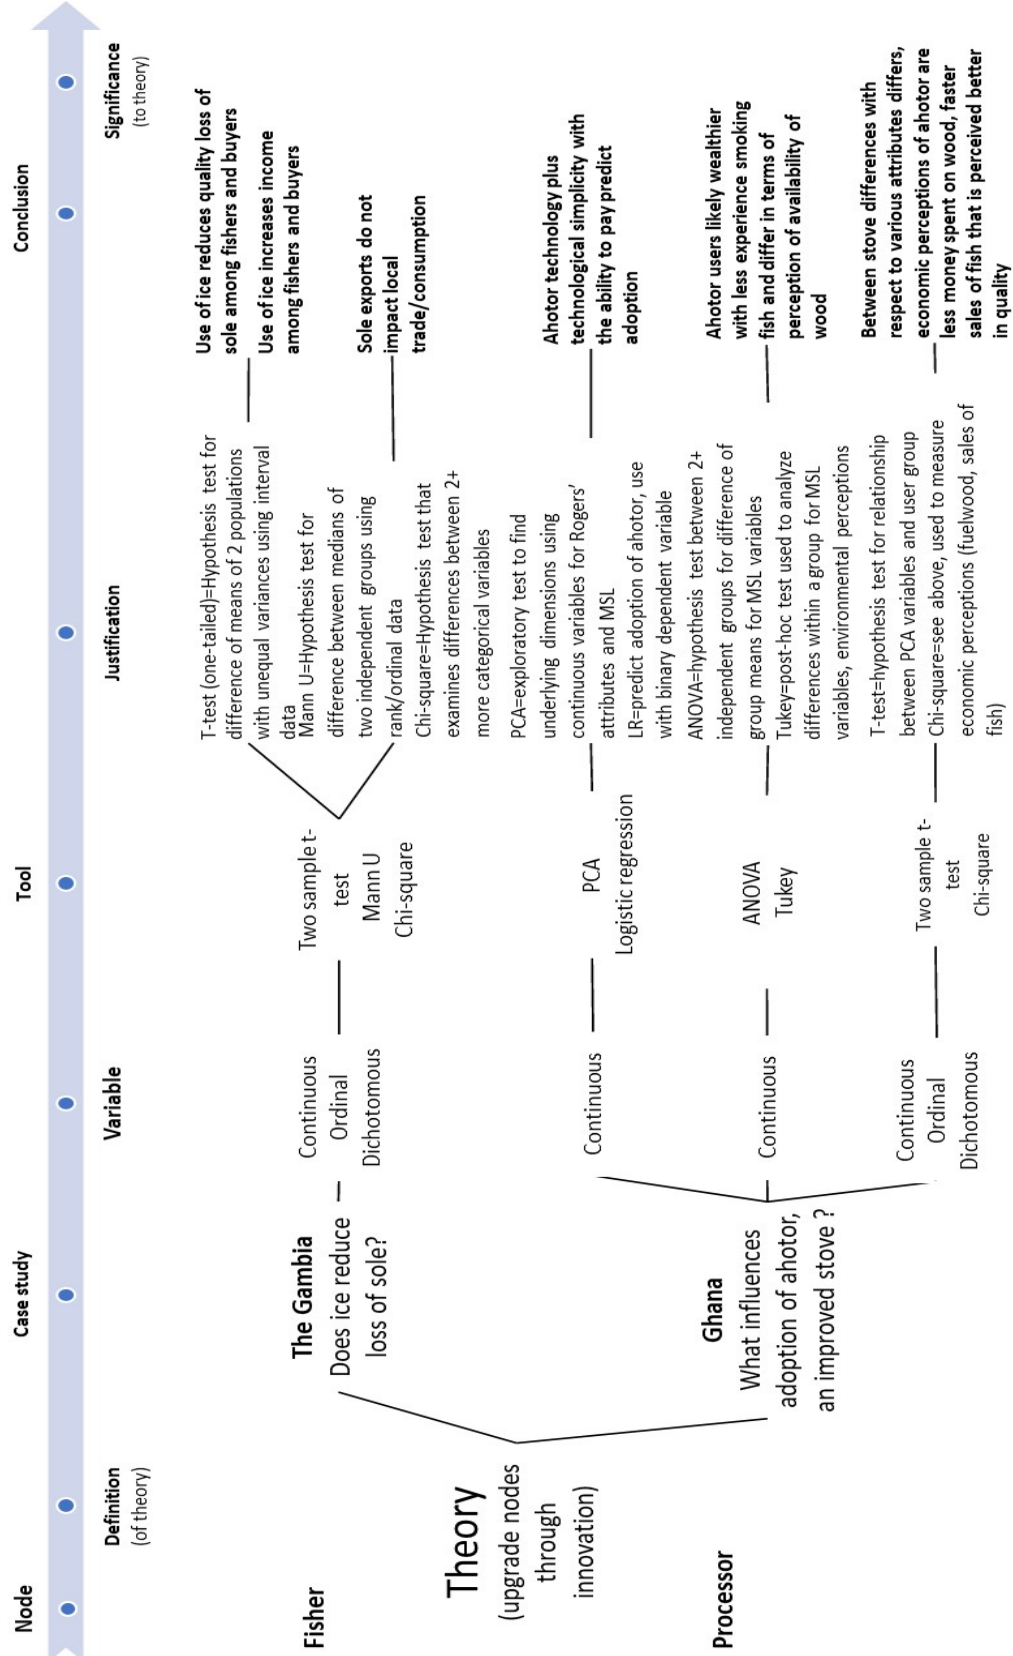 Node
Definition
(of theory)
Case study
Variable
Tool
Justification
Conclusion
Significance
(to theory)
Fisher
Processor
Theory
(upgrade nodes
through
innovation)
The Gambia
Does ice reduce
loss of sole?
Continuous
Ordinal
Dichotomous
Two sample t-
test
Mann U
Chi-square
T-test (one-tailed)=Hypothesis test for
difference of means of 2 populations
with unequal variances using interval
data
Mann U=Hypothesis test for
difference between medians of
two independent groups using
rank/ordinal data
Chi-square=Hypothesis test that
examines differences between 2+
more categorical variables
Use of ice reduces quality loss of
sole among fishers and buyers
Use of ice increases income
among fishers and buyers
Sole exports do not
impact local
trade/consumption
Ghana
What influences
adoption of ahotor,
an improved stove ?
Continuous
PCA
Logistic regression
PCA=exploratory test to find
underlying dimensions using
continuous variables for Rogers’
attributes and MSL
LR=predict adoption of ahotor, use
with binary dependent variable
Ahotor technology plus
technological simplicity with
the ability to pay predict
adoption
Continuous
ANOVA
Tukey
ANOVA=hypothesis test between 2+
independent groups for difference of
group means for MSL variables
Tukey=post-hoc test used to analyze
differences within a group for MSL
variables, environmental perceptions
Ahotor users likely wealthier
with less experience smoking
fish and differ in terms of
perception of availability of
wood
Continuous
Ordinal
Dichotomous
Two sample t-
test
Chi-square
T-test=hypothesis test for relationship
between PCA variables and user group
Chi-square=see above, used to measure
economic perceptions (fuelwood, sales of
fish)
Between stove differences with
respect to various attributes differs,
economic perceptions of ahotor are
less money spent on wood, faster
sales of fish that is perceived better
in quality